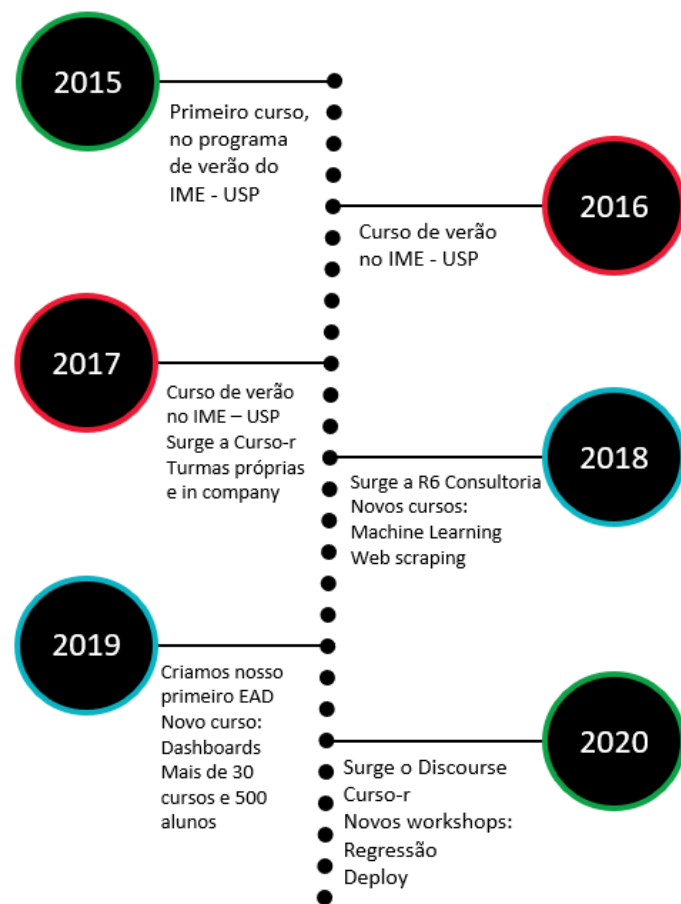 2015
Primeiro curso,
no programa
de verão do
IME - USP
2016
Curso de verão
no IME - USP
2017
Curso de verão
no IME – USP
Surge a Curso-r
Turmas próprias
e in company
2018
Surge a R6 Consultoria
Novos cursos:
Machine Learning
Web scraping
2019
Criamos nosso
primeiro EAD
Novo curso:
Dashboards
Mais de 30
cursos e 500
alunos
2020
Surge o Discourse
Curso-r
Novos workshops:
Regressão
Deploy